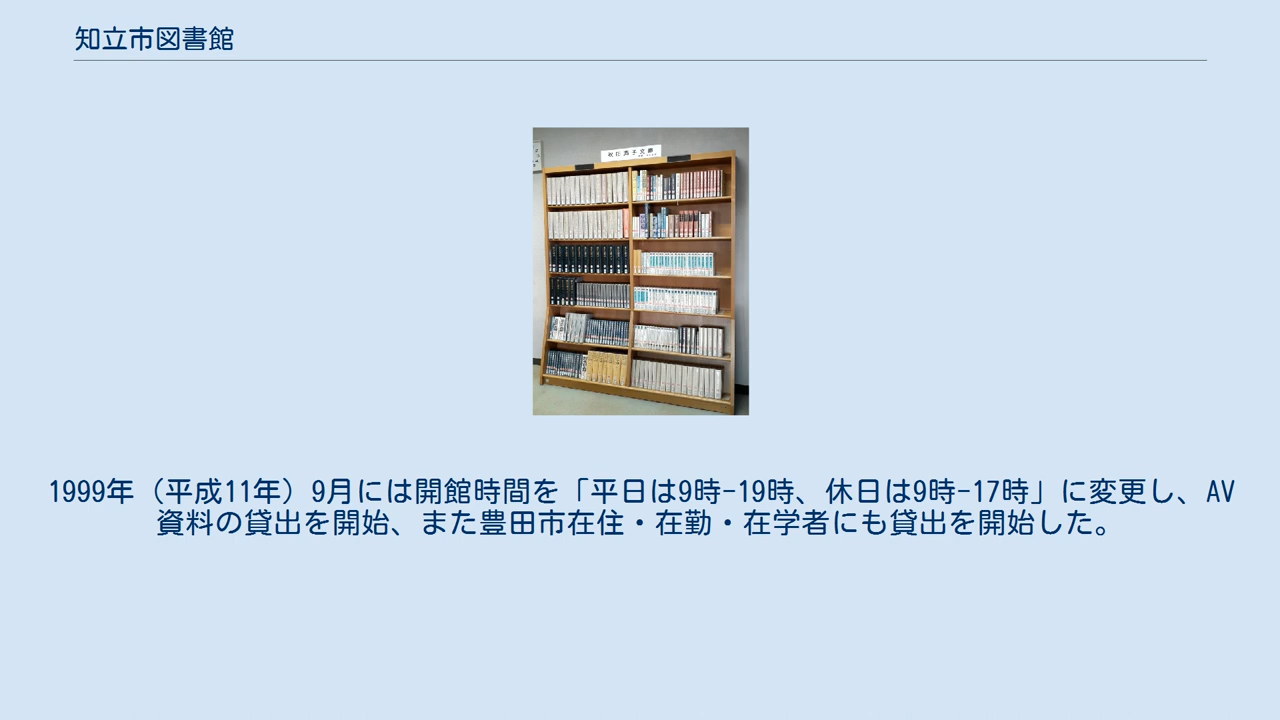 知立市図書館
1999年（平成11年）9月には開館時間を「平日は9時-19時、休日は9時-17時」に変更し、AV
資料の貸出を開始、また豊田市在住・在勤・在学者にも貸出を開始した。